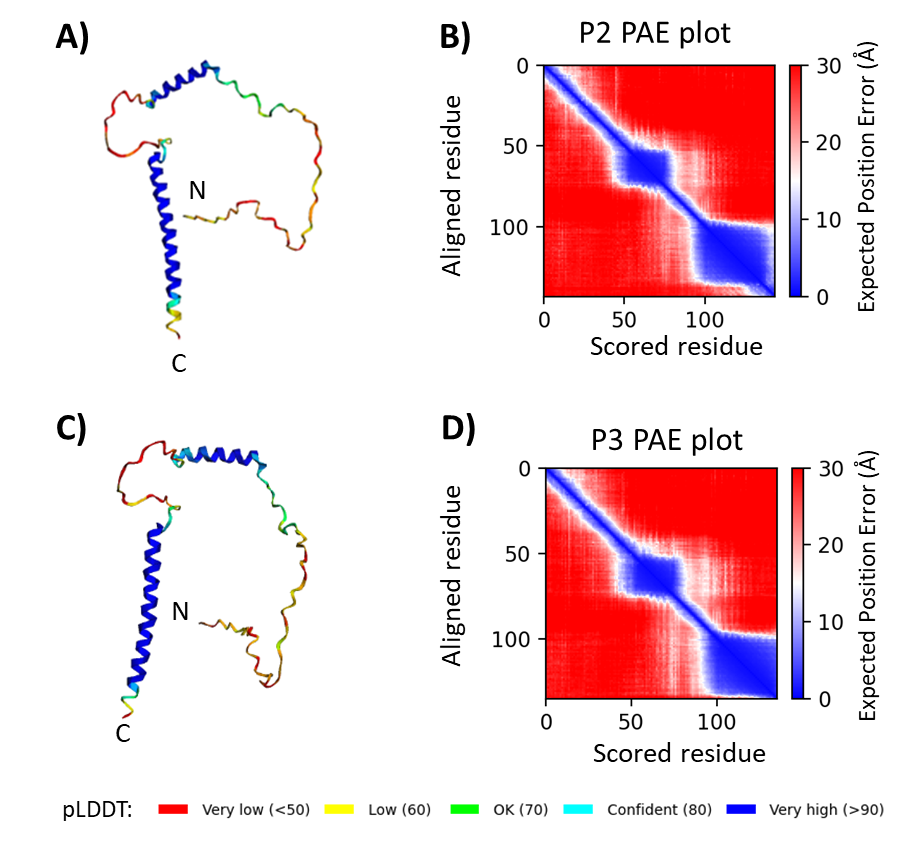 A)
N
C
B)
P2 PAE plot
0
50
100
Aligned residue
0 50 100
Scored residue
30
20
10
0
Expected Position Error (Å)
C)
N
C
D)
P3 PAE plot
0
50
100
Aligned residue
0 50 100
Scored residue
30
20
10
0
Expected Position Error (Å)
pLDDT: Very low (<50) Low (60) OK (70) Confident (80) Very high (>90)